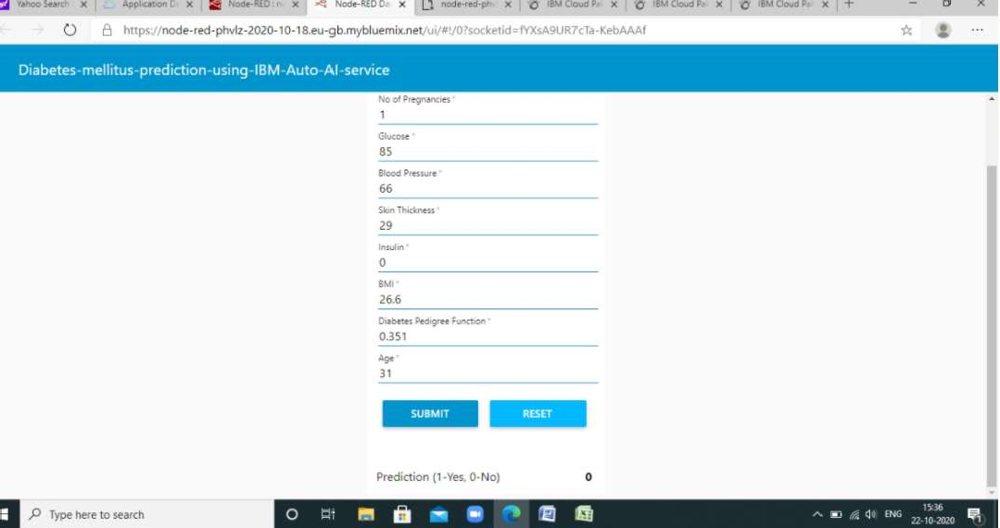 Yahoo Search
Application D
Node-RED : n
Node-RED Da
node-red-ph
IBM Cloud Pa
IBM Cloud Pa
IBM Cloud Pa
https://node-red-phvlz-2020-10-18.eu-gb.mybluemix.net/ui/#!/0?socketid=fYXsA9UR7cTa-KebAAAf
Diabetes-mellitus-prediction-using-IBM-Auto-AI-service
No of Pregnancies *
1
Glucose *
85
Blood Pressure *
66
Skin Thickness *
29
Insulin *
0
BMI *
26.6
Diabetes Pedigree Function *
0.351
Age *
31
SUBMIT
RESET
Prediction (1-Yes, 0-No) 0
Type here to search
ENG
15:36
22-10-2020
1